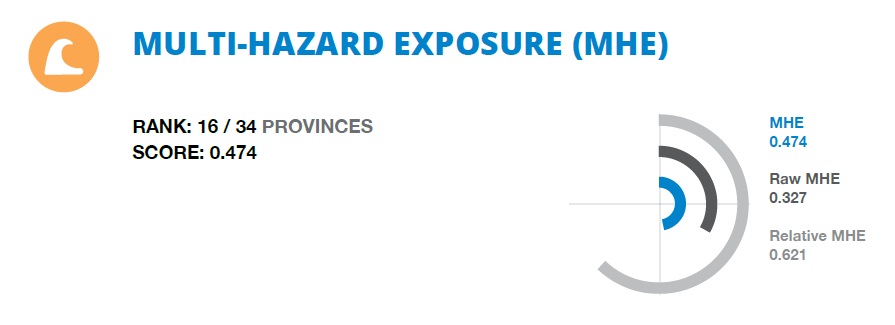 MULTI-HAZARD EXPOSURE (MHE)
RANK: 16 / 34 PROVINCES
SCORE: 0.474
MHE
0.474
Raw MHE
0.327
Relative MHE
0.621